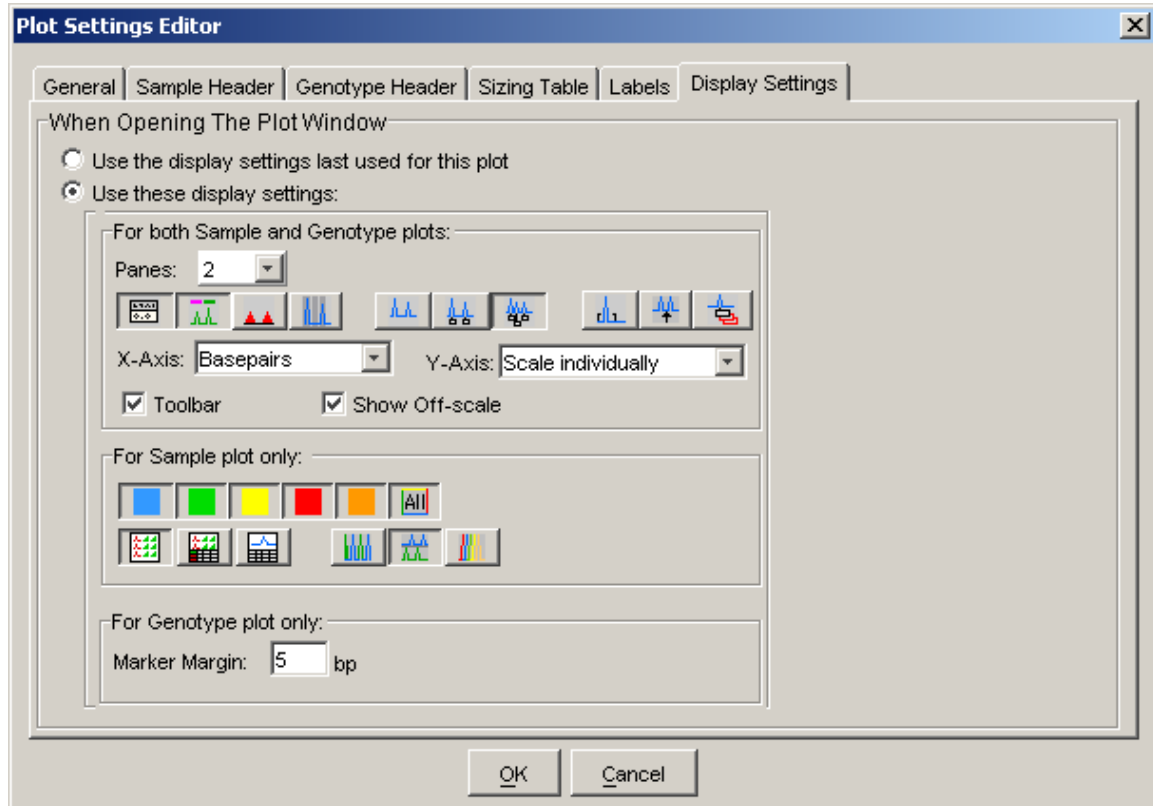 Plot Settings Editor
General Sample Header Genotype Header Sizing Table Labels Display Settings
When Opening The Plot Window
Use the display settings last used for this plot
Use these display settings:
For both Sample and Genotype plots:
Panes: 2
X-Axis: Basepairs Y-Axis: Scale individually
Toolbar Show Off-scale
For Sample plot only:
All
For Genotype plot only:
Marker Margin: 5 bp
OK Cancel